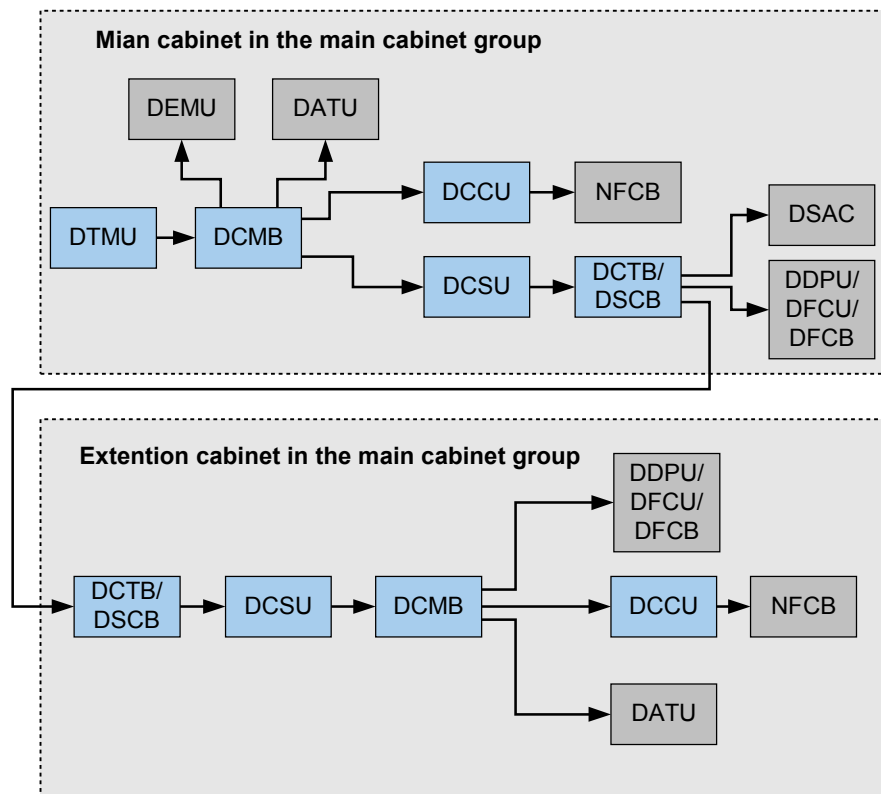 Mian cabinet in the main cabinet group
DEMU
DATU
DCCU
NFCB
DSAC
DTMU
DCMB
DCSU
DCTB/
DSCB
DDPU/
DFCU/
DFCB
Extention cabinet in the main cabinet group
DDPU/
DFCU/
DFCB
DCTB/
DSCB
DCSU
DCMB
DCCU
NFCB
DATU